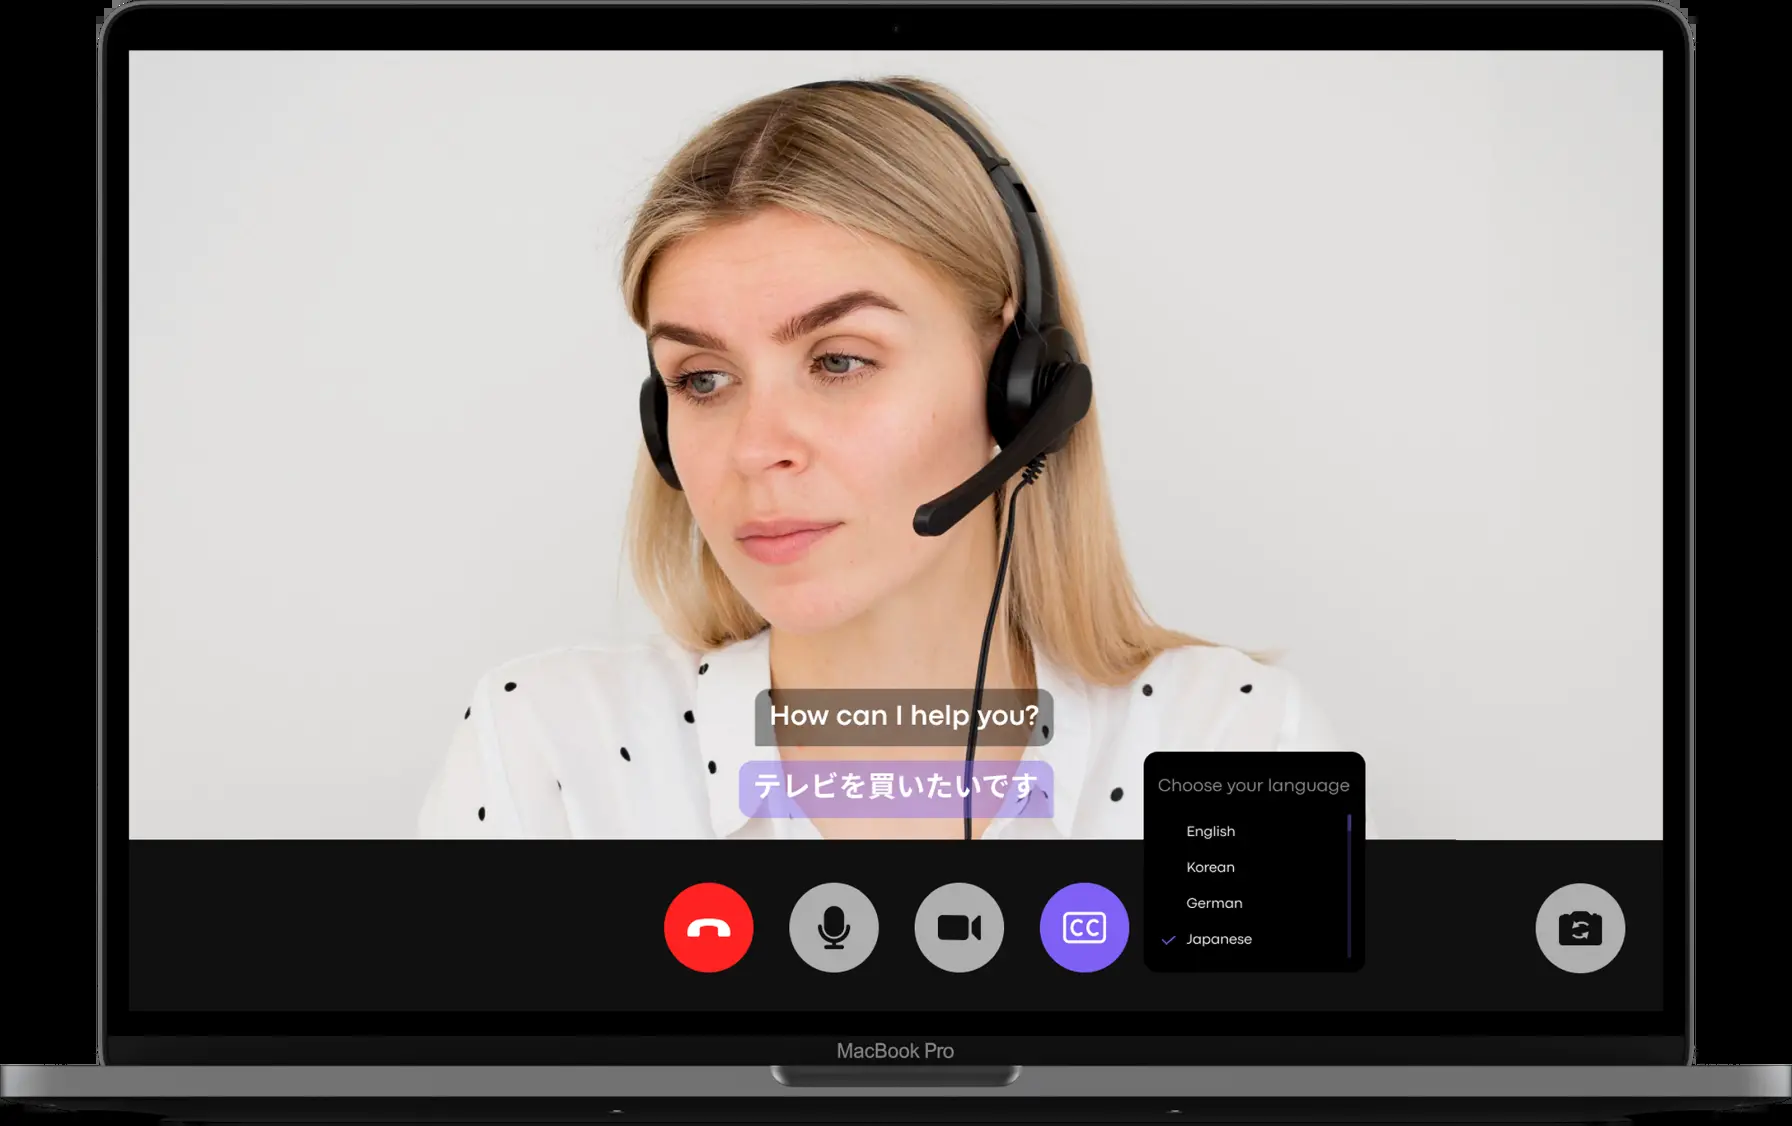 How can I help you?
テレビを買いたいです
Choose your language
English
Korean
German
Japanese
CC
MacBook Pro